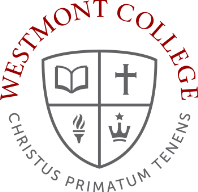 WESTMONT COLLEGE
CHRISTUS PRIMATUM TENENS